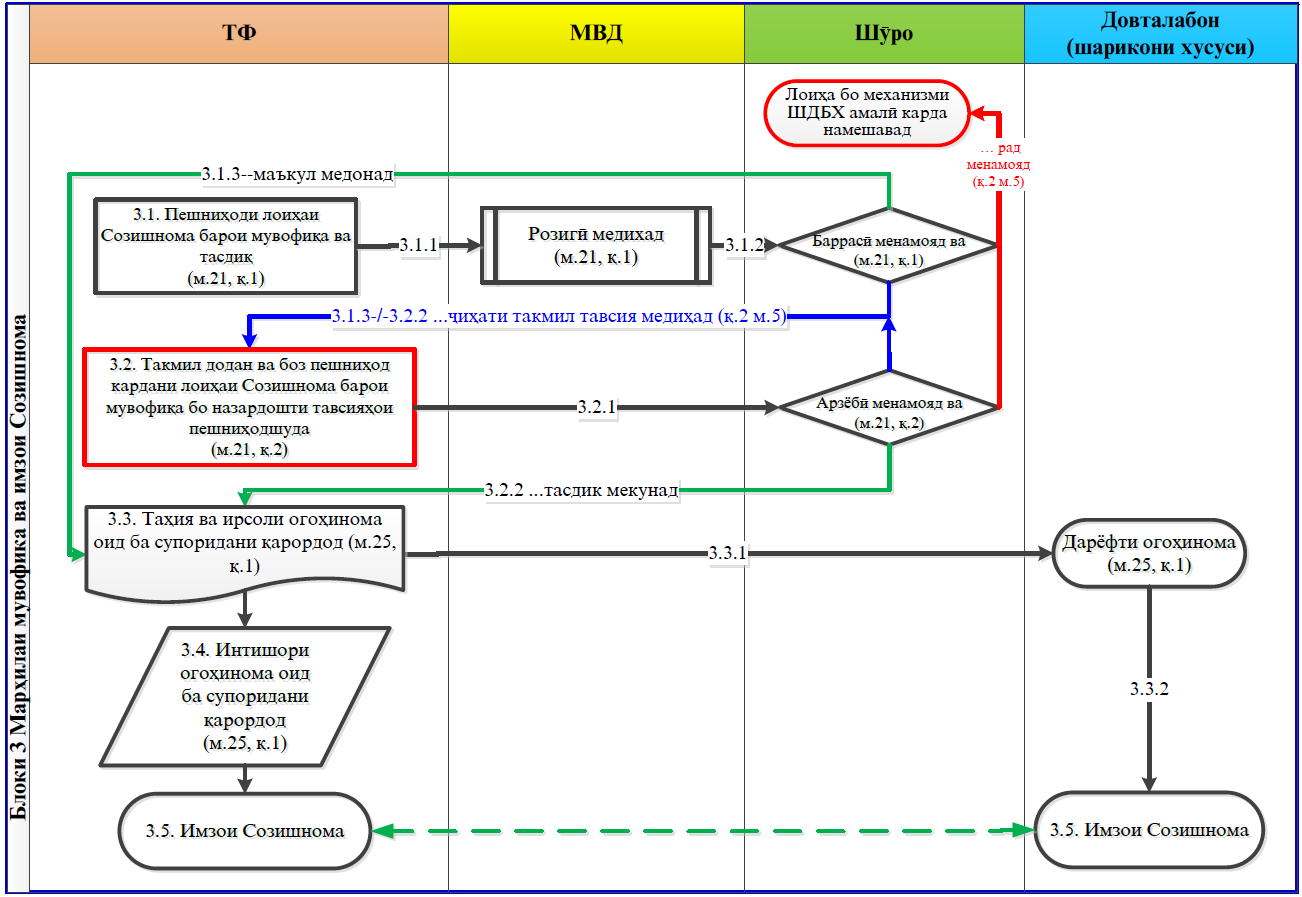 Блоки 3 Марҳилаи мувофиқа ва имзои Созишнома
ТФ
МВД
Шӯро
Довталабон
(шарикони хусуси)
Лоиҳа бо механизми
ШДБХ амалӣ карда
намешавад
... рад
менамояд
(қ.2 м.5)
3.1.3--маъкул медонад
3.1. Пешниҳоди лоиҳаи
Созишнома барои мувофиқа ва
тасдиқ
(м.21, қ.1)
3.1.1
Розигӣ медихад
(м.21, қ.1)
3.1.2
Баррасӣ менамояд ва
(м.21, қ.1)
3.1.3-/-3.2.2 ...ҷиҳати такмил тавсия медиҳад (қ.2 м.5)
3.2. Такмил додан ва боз пешниҳод
кардани лоиҳаи Созишнома барои
мувофиқа бо назардошти тавсияҳои
пешниҳодшуда
(м.21, қ.2)
3.2.1
Арзёбӣ менамояд ва
(м.21, қ.2)
3.2.2 ...тасдик мекунад
3.3. Таҳия ва ирсоли огоҳинома
оид ба супоридани қарордод (м.25,
қ.1)
3.3.1
Дарёфти огоҳинома
(м.25, қ.1)
3.4. Интишори
огоҳинома оид
ба супоридани
қарордод
(м.25, қ.1)
3.3.2
3.5. Имзои Созишнома
3.5. Имзои Созишнома